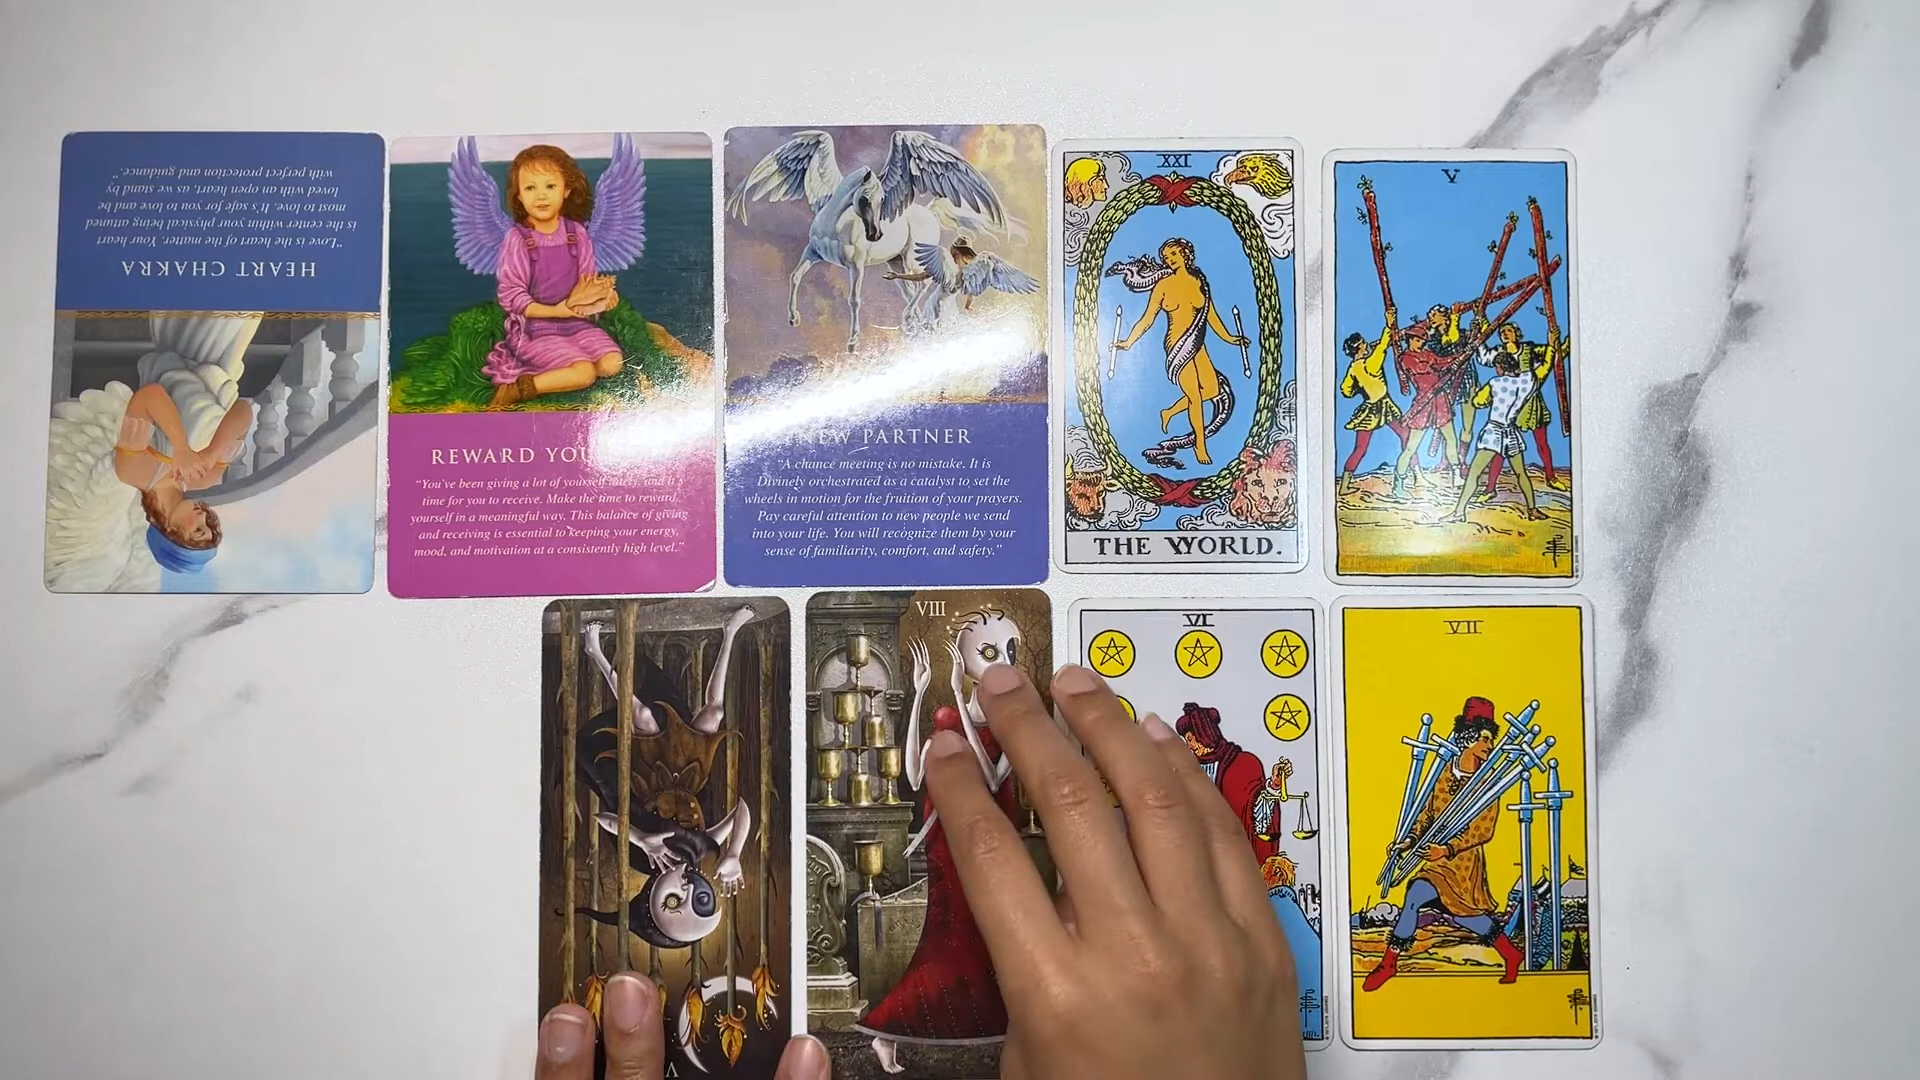 HEART CHAKRA
"Love is the heart of the matter. Your heart
is the center within your physical being attuned
most to love. It's safe for you to love and be
loved with an open heart, as we stand by
with perfect protection and guidance."
REWARD YOU
"You've been giving a lot of yourself lately, and it's
time for you to receive. Make the time to reward
yourself in a meaningful way. This balance of giving
and receiving is essential to keeping your energy,
mood, and motivation at a consistently high level."
NEW PARTNER
"A chance meeting is no mistake. It is
Divinely orchestrated as a catalyst to set the
wheels in motion for the fruition of your prayers.
Pay careful attention to new people we send
into your life. You will recognize them by your
sense of familiarity, comfort, and safety."
XXI
THE WORLD.
V
VIII
VI
VII